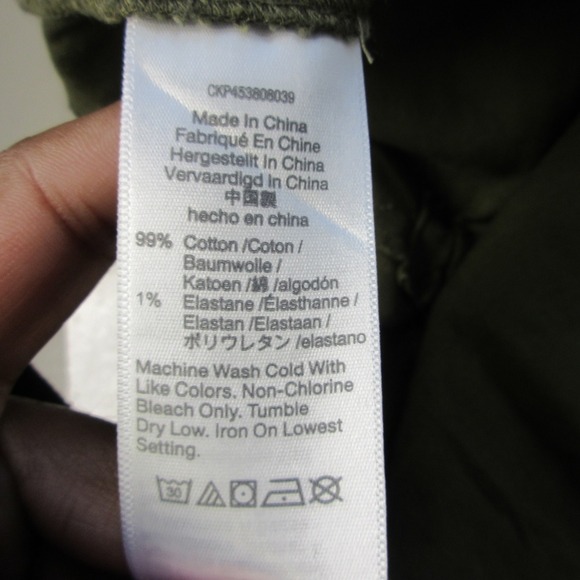 CKP453808039
Made In China
Fabriqué En Chine
Hergestellt In China
Vervaardigd In China
中国製
hecho en china
99% Cotton /Coton /
Baumwolle /
Katoen /綿 /algodón
1% Elastane /Élasthanne /
Elastan /Elastaan /
ポリウレタン /elastano
Machine Wash Cold With
Like Colors. Non-Chlorine
Bleach Only. Tumble
Dry Low. Iron On Lowest
Setting.
30